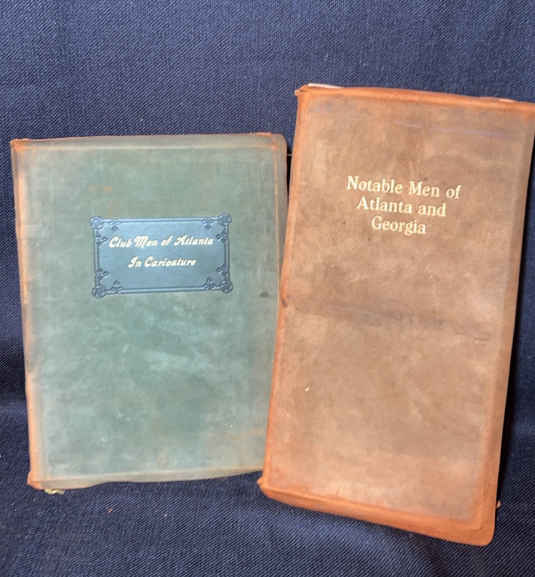 Club Men of Atlanta
In Caricature
Notable Men of
Atlanta and
Georgia